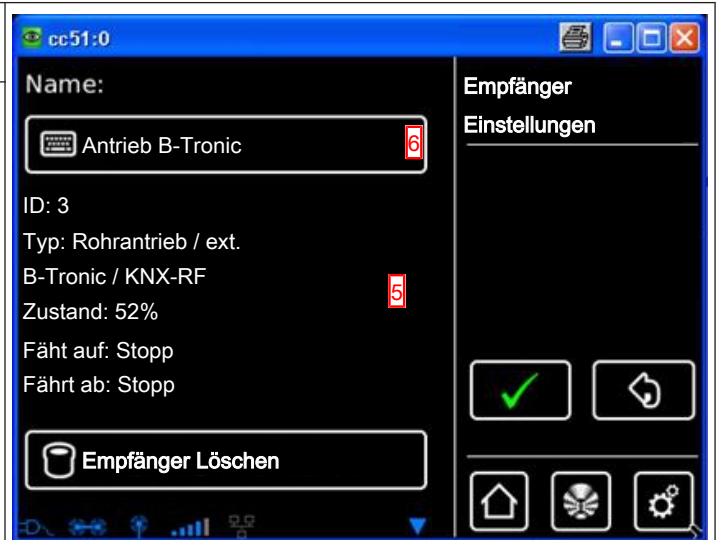 cc51:0
Name:
Antrieb B-Tronic
6
ID: 3
Typ: Rohrantrieb / ext.
B-Tronic / KNX-RF
5
Zustand: 52%
Fäht auf: Stopp
Fährt ab: Stopp
Empfänger Löschen
Empfänger
Einstellungen